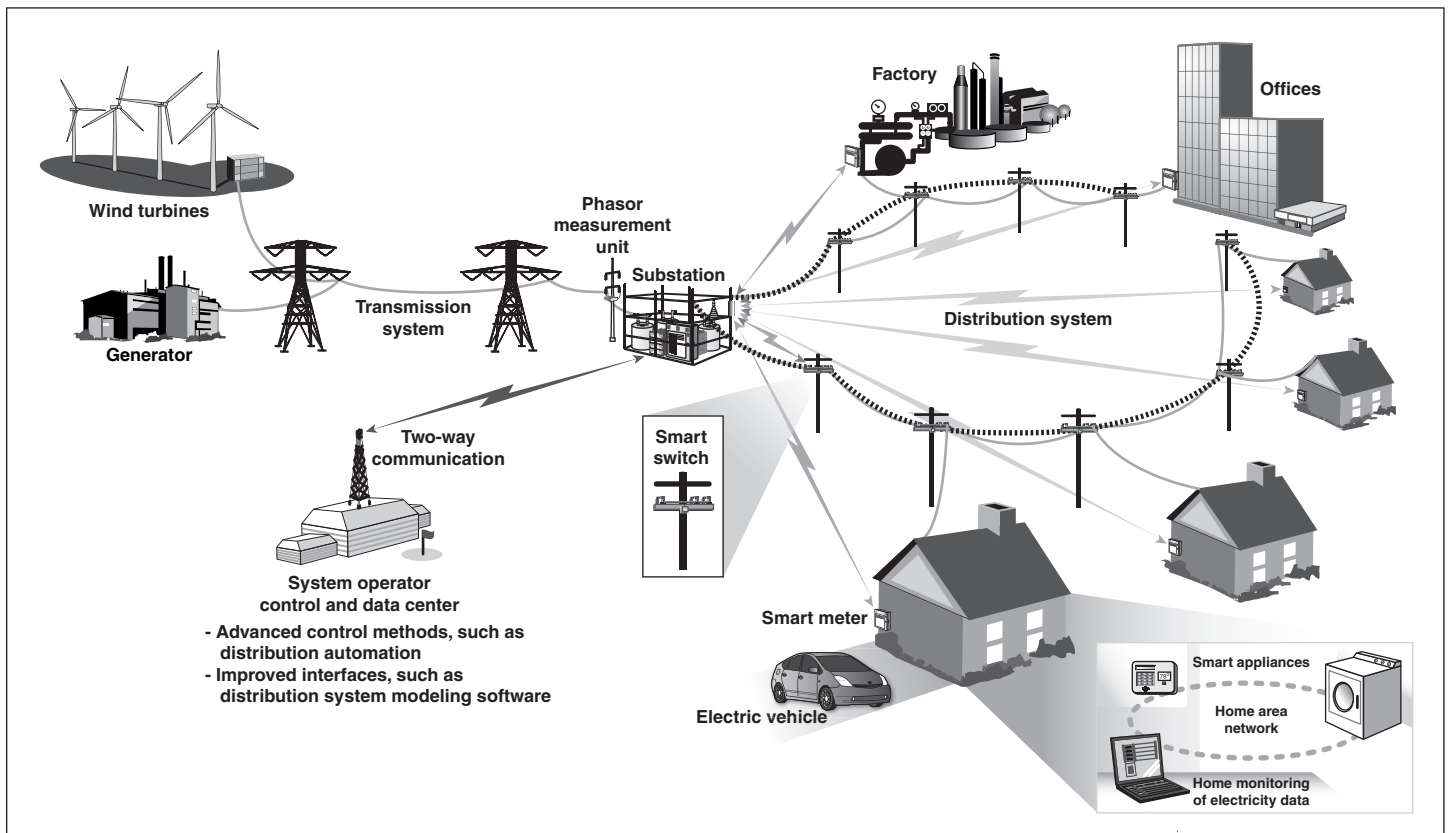 Factory
Offices
Wind turbines
Phasor
measurement
unit
Substation
Transmission
system
Distribution system
Generator
Two-way
communication
Smart
switch
System operator
control and data center
- Advanced control methods, such as
distribution automation
- Improved interfaces, such as
distribution system modeling software
Smart meter
Electric vehicle
Smart appliances
78°
Home area
network
Home monitoring
of electricity data